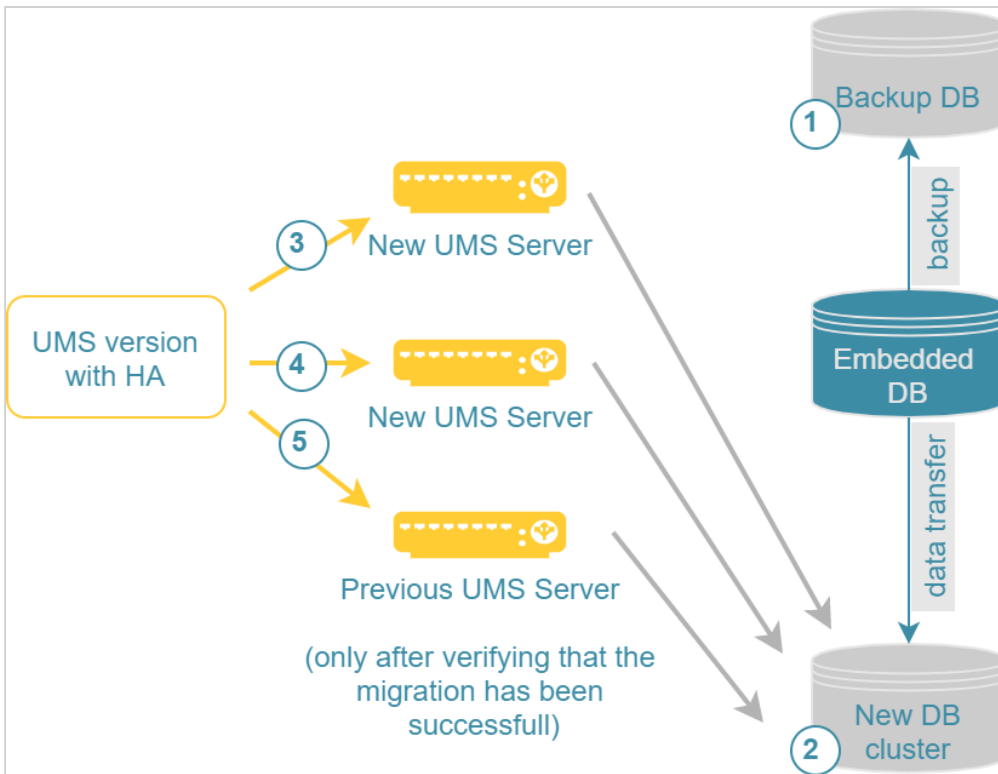 Backup DB
1
backup
3
New UMS Server
UMS version
with HA
4
New UMS Server
Embedded
DB
5
data transfer
Previous UMS Server
(only after verifying that the
migration has been
successfull)
New DB
cluster
2